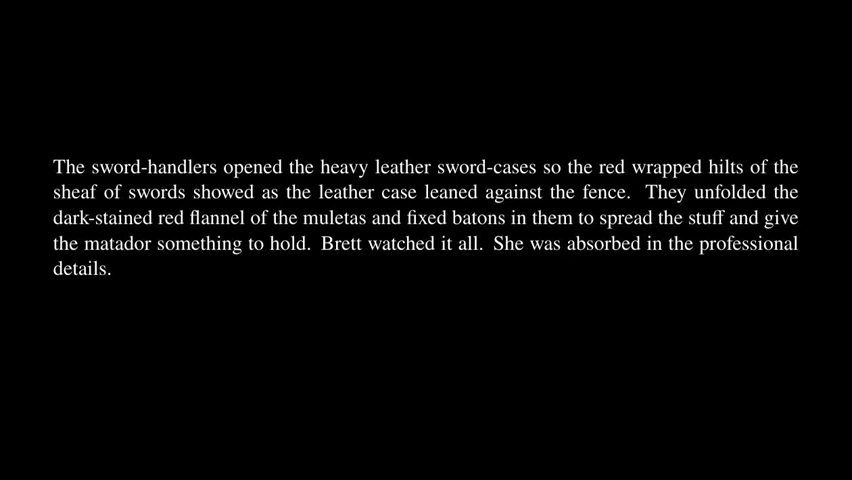 The sword-handlers opened the heavy leather sword-cases so the red wrapped hilts of the
sheaf of swords showed as the leather case leaned against the fence. They unfolded the
dark-stained red flannel of the muletas and fixed batons in them to spread the stuff and give
the matador something to hold. Brett watched it all. She was absorbed in the professional
details.